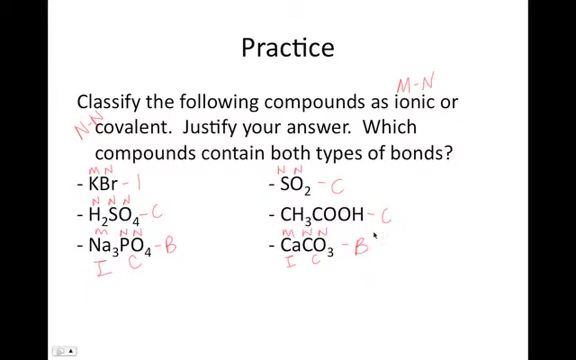 Practice
M-N
Classify the following compounds as ionic or
N-N
covalent. Justify your answer. Which
compounds contain both types of bonds?
M N
- KBr - I
N N N
- H₂SO₄ - C
M N N
- Na₃PO₄ - B
I C
N N
- SO₂ - C
- CH₃COOH - C
M N N
- CaCO₃ - B
I C